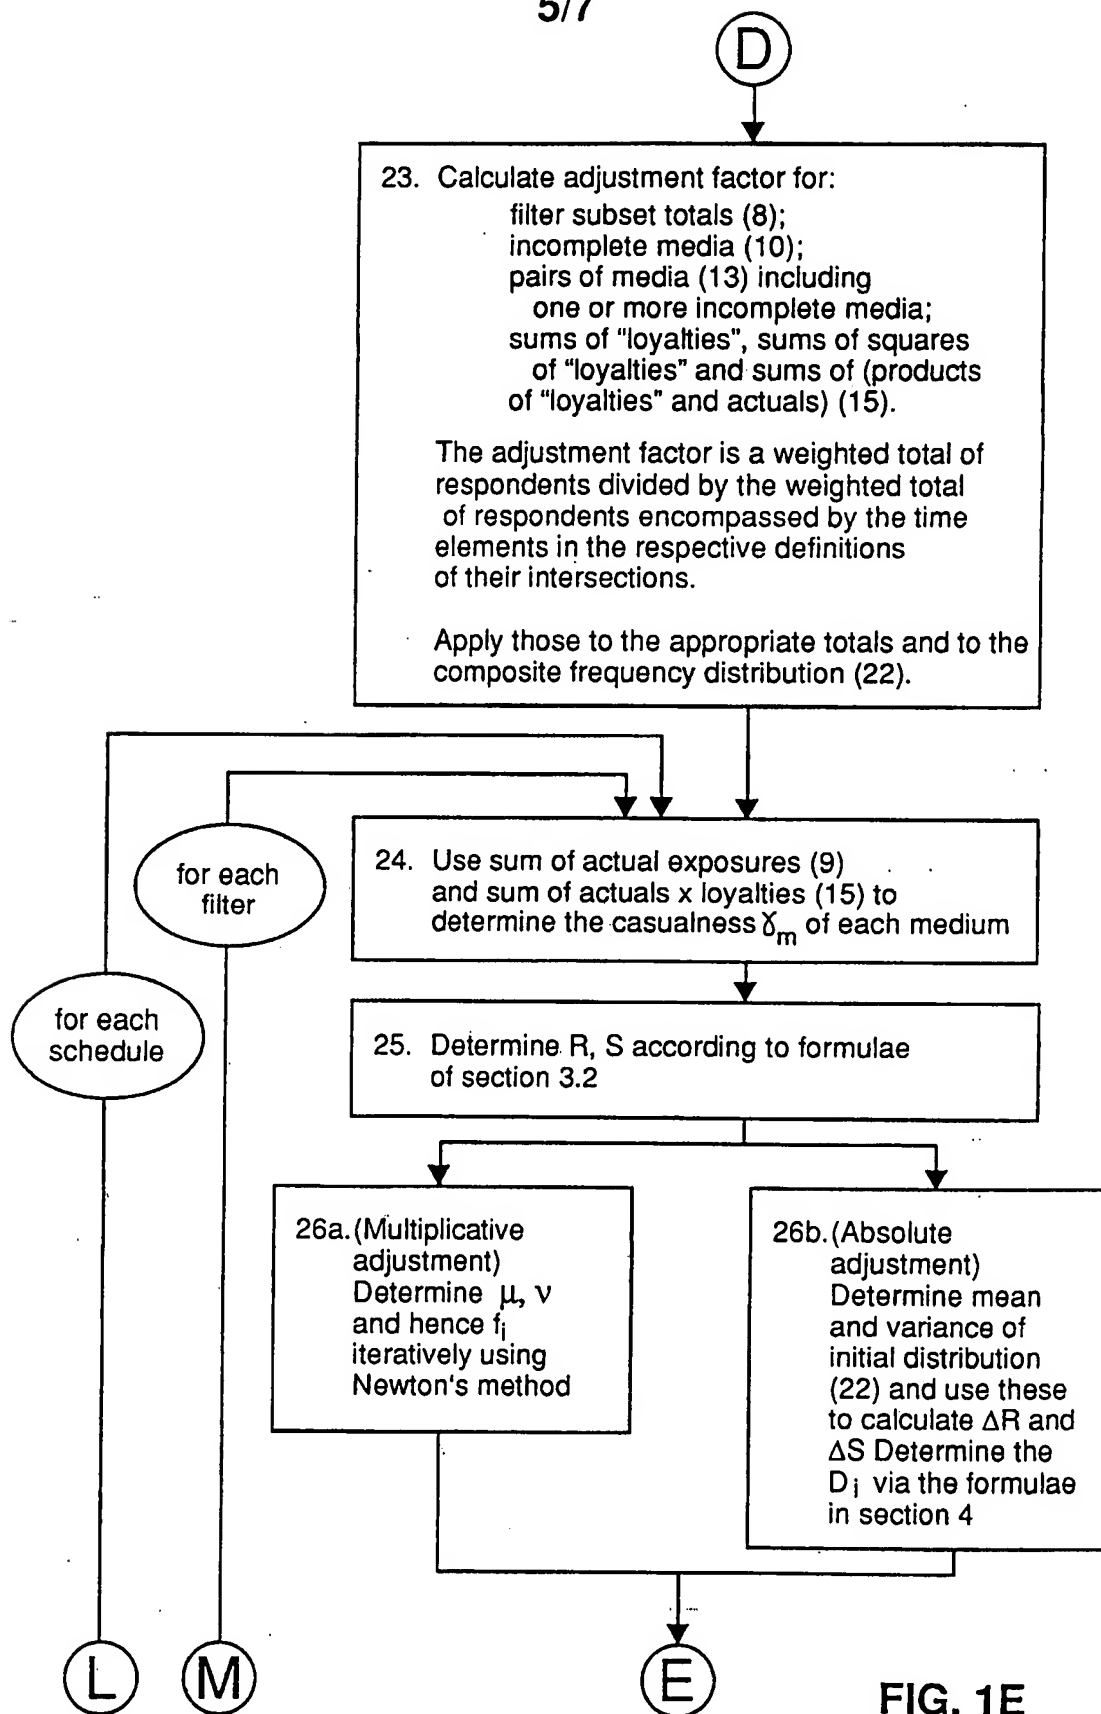 5/7
D
23. Calculate adjustment factor for:
filter subset totals (8);
incomplete media (10);
pairs of media (13) including
one or more incomplete media;
sums of "loyalties", sums of squares
of "loyalties" and sums of (products
of "loyalties" and actuals) (15).
The adjustment factor is a weighted total of
respondents divided by the weighted total
of respondents encompassed by the time
elements in the respective definitions
of their intersections.
Apply those to the appropriate totals and to the
composite frequency distribution (22).
for each
filter
24. Use sum of actual exposures (9)
and sum of actuals x loyalties (15) to
determine the casualness γm of each medium
for each
schedule
25. Determine R, S according to formulae
of section 3.2
26a. (Multiplicative
adjustment)
Determine μ, ν
and hence fi
iteratively using
Newton's method
26b. (Absolute
adjustment)
Determine mean
and variance of
initial distribution
(22) and use these
to calculate ΔR and
ΔS Determine the
Di via the formulae
in section 4
L
M
E
FIG. 1E